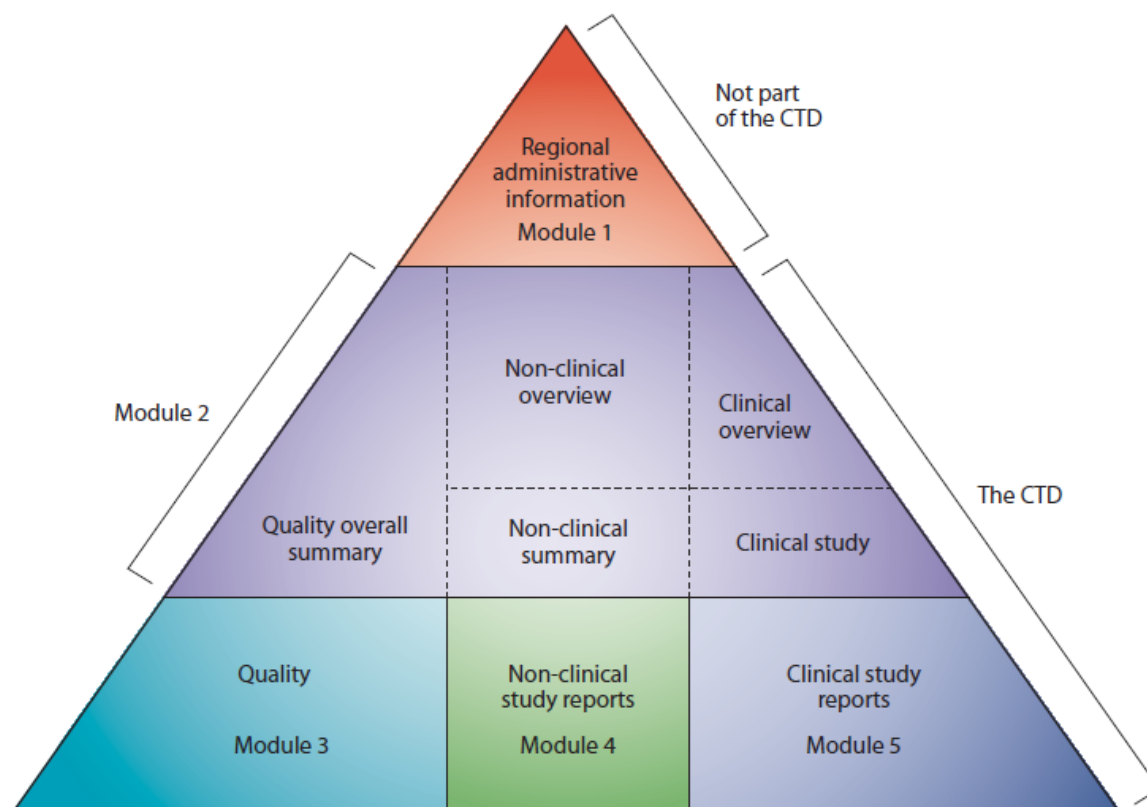 Not part
of the CTD
Regional
administrative
information
Module 1
Module 2
Non-clinical
overview
Clinical
overview
The CTD
Quality overall
summary
Non-clinical
summary
Clinical study
Quality
Module 3
Non-clinical
study reports
Module 4
Clinical study
reports
Module 5